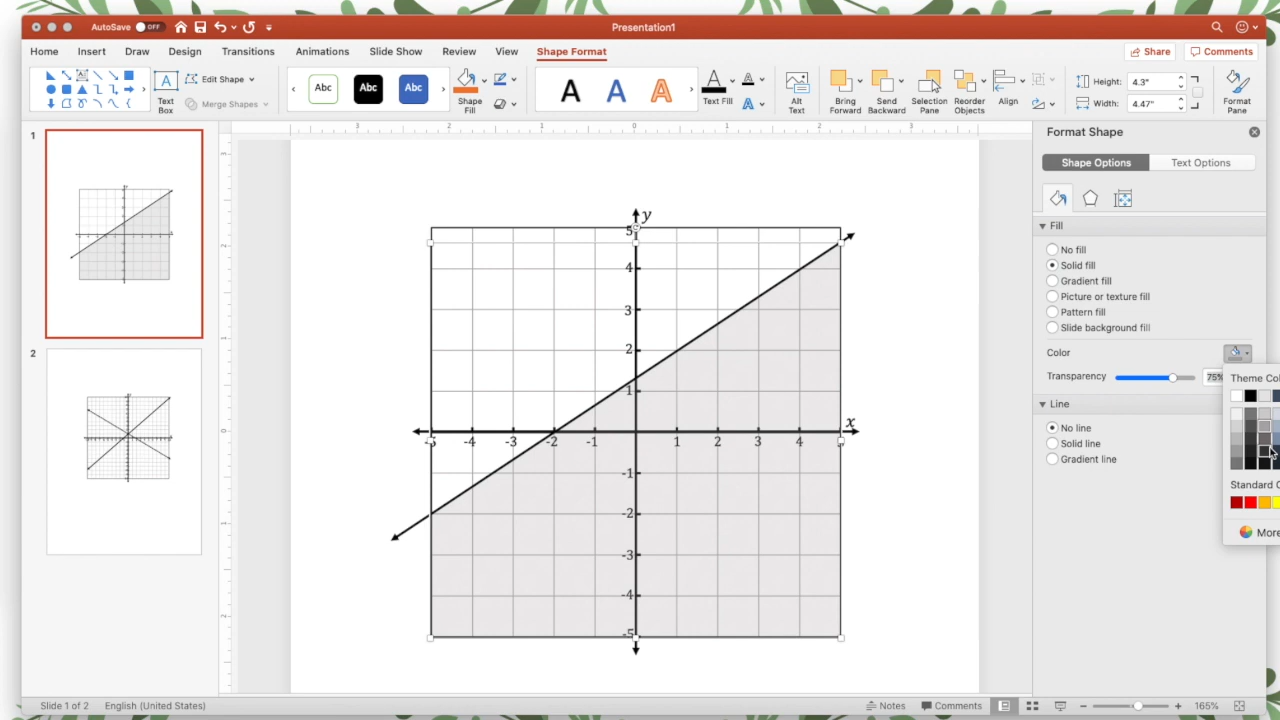 AutoSave OFF
Presentation1
Home Insert Draw Design Transitions Animations Slide Show Review View Shape Format
Share Comments
Text Box
Edit Shape
Merge Shapes
Abc Abc Abc
Shape Fill
A A A
Text Fill
Alt Text
Bring Forward
Send Backward
Selection Pane
Reorder Objects
Align
Height: 4.3"
Width: 4.47"
Format Pane
1
2
Format Shape
Shape Options Text Options
Fill
No fill
Solid fill
Gradient fill
Picture or texture fill
Pattern fill
Slide background fill
Color
Transparency 75%
Theme Col
Line
No line
Solid line
Gradient line
Standard C
More
y
5
4
3
2
1
x
-5 -4 -3 -2 -1 1 2 3 4
-1
-2
-3
-4
-5
Slide 1 of 2 English (United States)
Notes Comments 165%